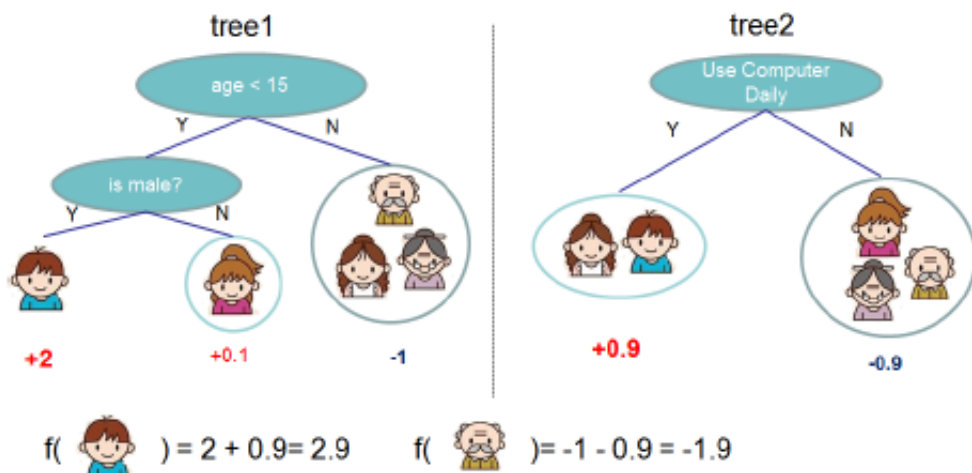 tree1
tree2
age < 15
Use Computer
Daily
Y
N
Y
N
is male?
Y
N
+2
+0.1
-1
+0.9
-0.9
f( ) = 2 + 0.9= 2.9
f( )= -1 - 0.9 = -1.9